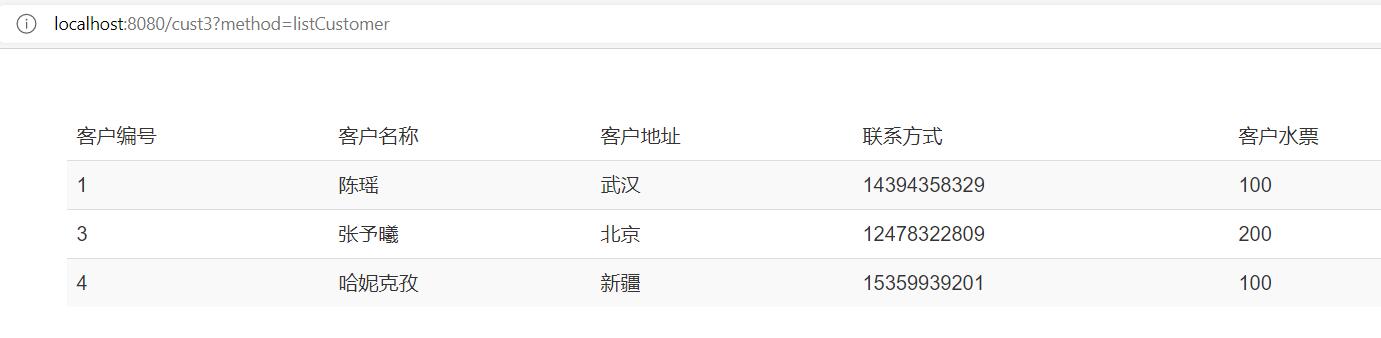 localhost:8080/cust3?method=listCustomer
客户编号 客户名称 客户地址 联系方式 客户水票
1 陈瑶 武汉 14394358329 100
3 张予曦 北京 12478322809 200
4 哈妮克孜 新疆 15359939201 100